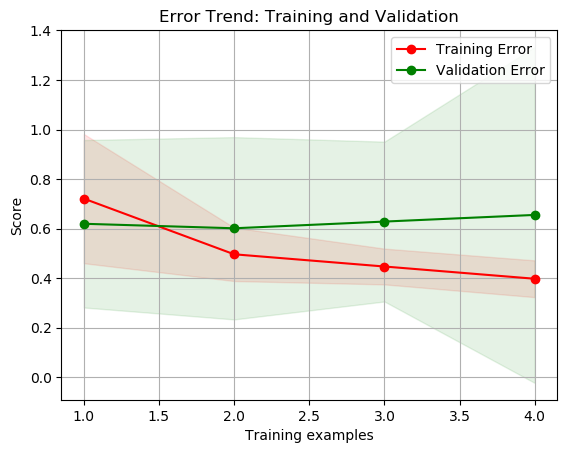 Error Trend: Training and Validation
Training Error
Validation Error
Score
1.4
1.2
1.0
0.8
0.6
0.4
0.2
0.0
1.0 1.5 2.0 2.5 3.0 3.5 4.0
Training examples